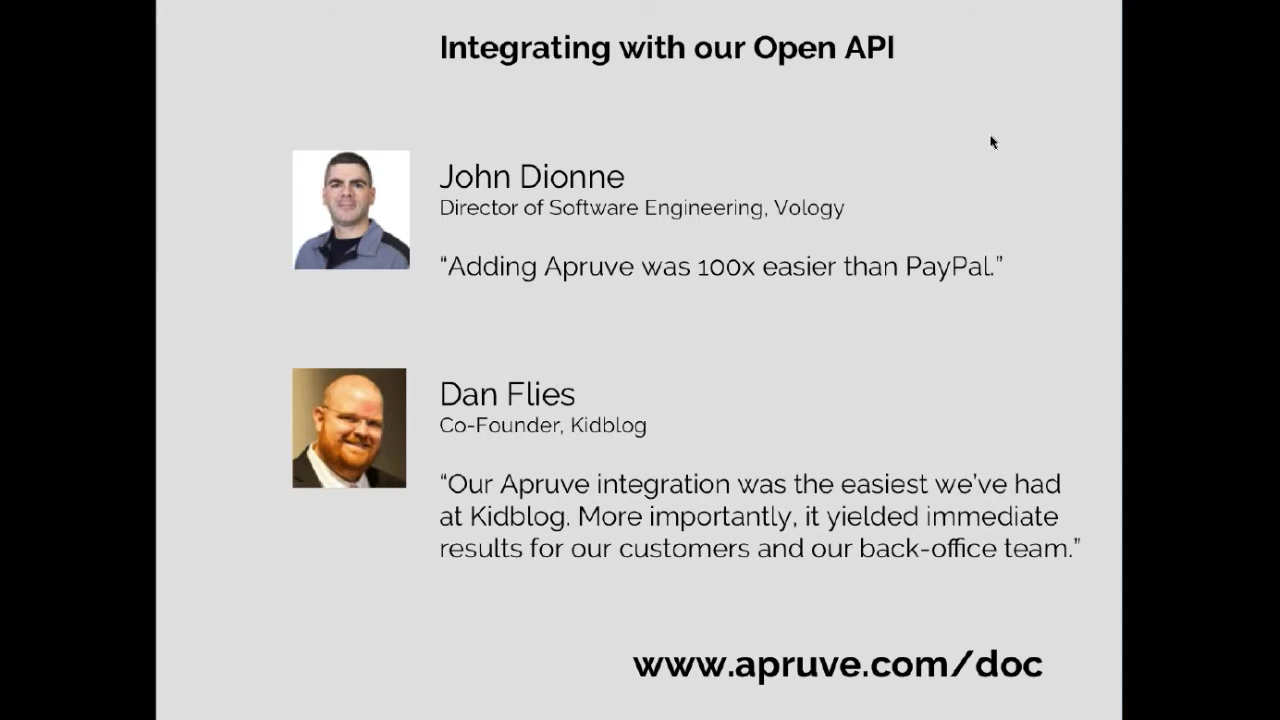 Integrating with our Open API
John Dionne
Director of Software Engineering, Vology
“Adding Apruve was 100x easier than PayPal.”
Dan Flies
Co-Founder, Kidblog
“Our Apruve integration was the easiest we’ve had
at Kidblog. More importantly, it yielded immediate
results for our customers and our back-office team.”
www.apruve.com/doc